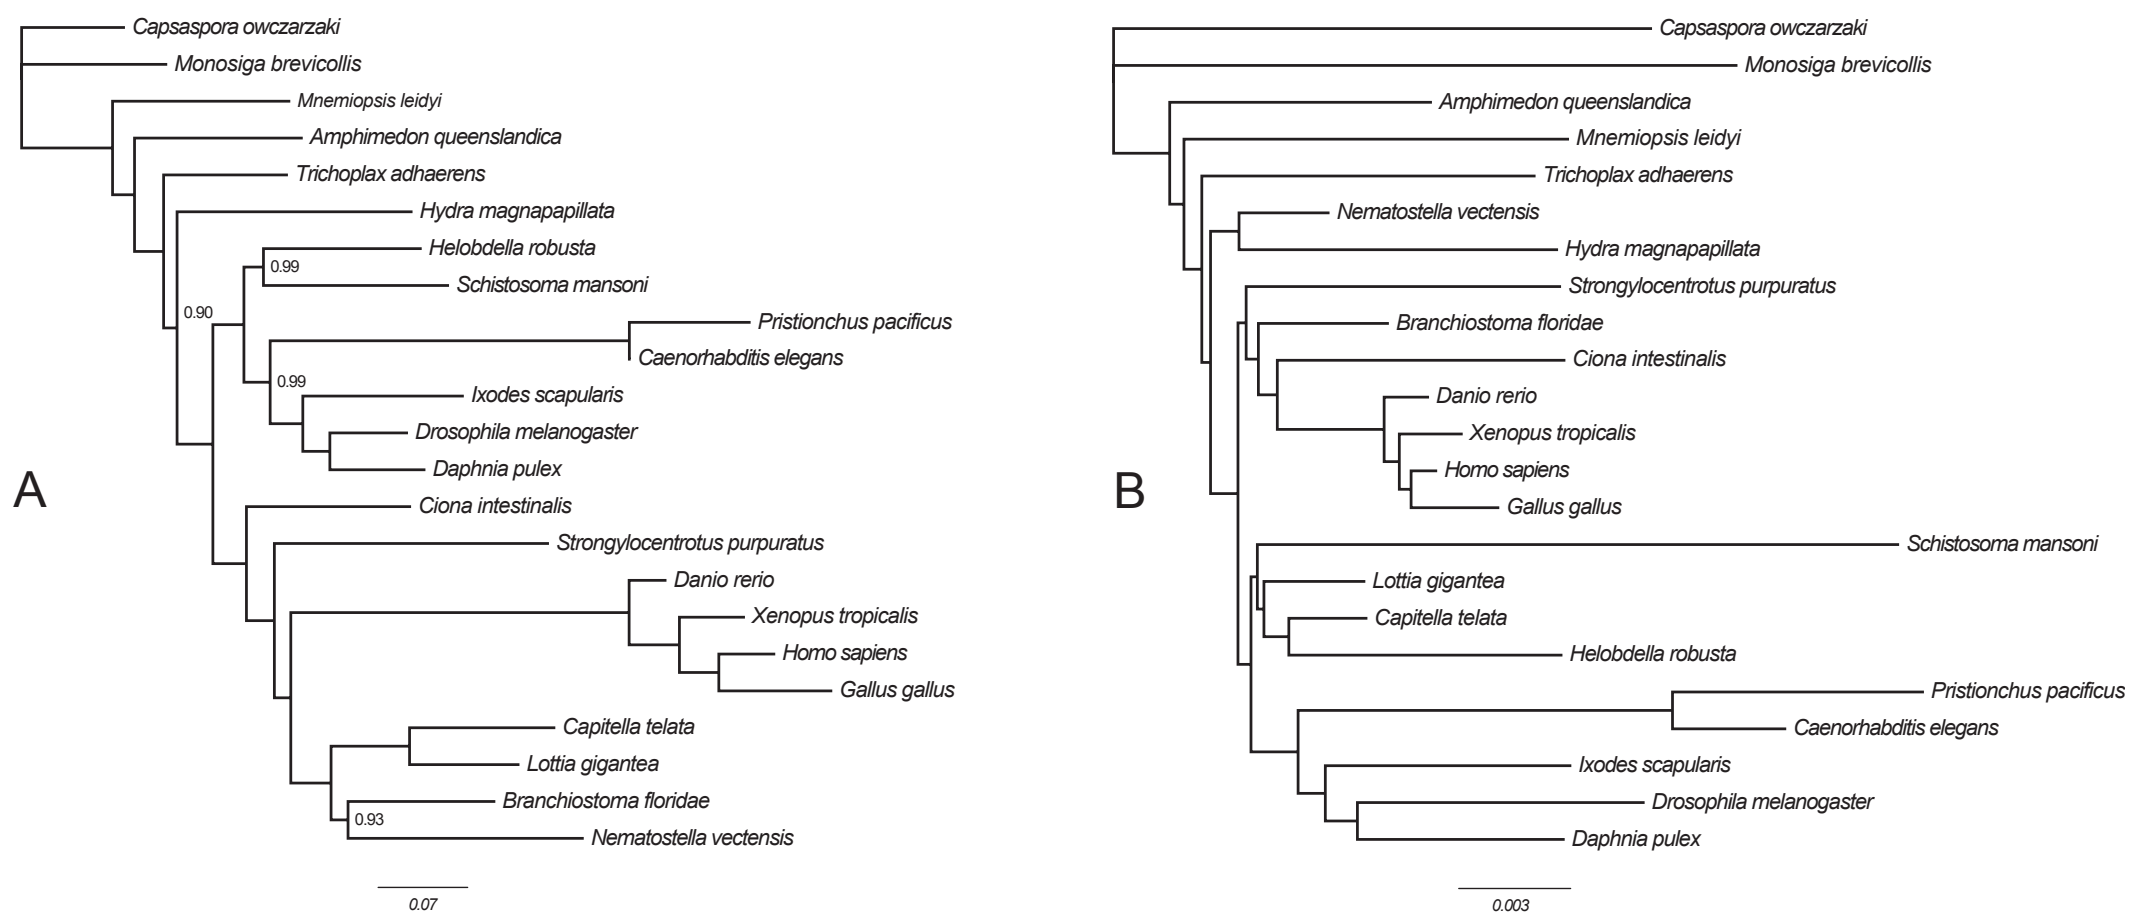 Capsaspora owczarzaki
Monosiga brevicollis
Mnemiopsis leidyi
Amphimedon queenslandica
Trichoplax adhaerens
Hydra magnapapillata
Helobdella robusta
0.99
Schistosoma mansoni
0.90
Pristionchus pacificus
Caenorhabditis elegans
0.99
Ixodes scapularis
Drosophila melanogaster
Daphnia pulex
A
Ciona intestinalis
Strongylocentrotus purpuratus
Danio rerio
Xenopus tropicalis
Homo sapiens
Gallus gallus
Capitella telata
Lottia gigantea
Branchiostoma floridae
0.93
Nematostella vectensis
0.07
Capsaspora owczarzaki
Monosiga brevicollis
Amphimedon queenslandica
Mnemiopsis leidyi
Trichoplax adhaerens
Nematostella vectensis
Hydra magnapapillata
Strongylocentrotus purpuratus
Branchiostoma floridae
Ciona intestinalis
Danio rerio
Xenopus tropicalis
Homo sapiens
B
Gallus gallus
Schistosoma mansoni
Lottia gigantea
Capitella telata
Helobdella robusta
Pristionchus pacificus
Caenorhabditis elegans
Ixodes scapularis
Drosophila melanogaster
Daphnia pulex
0.003